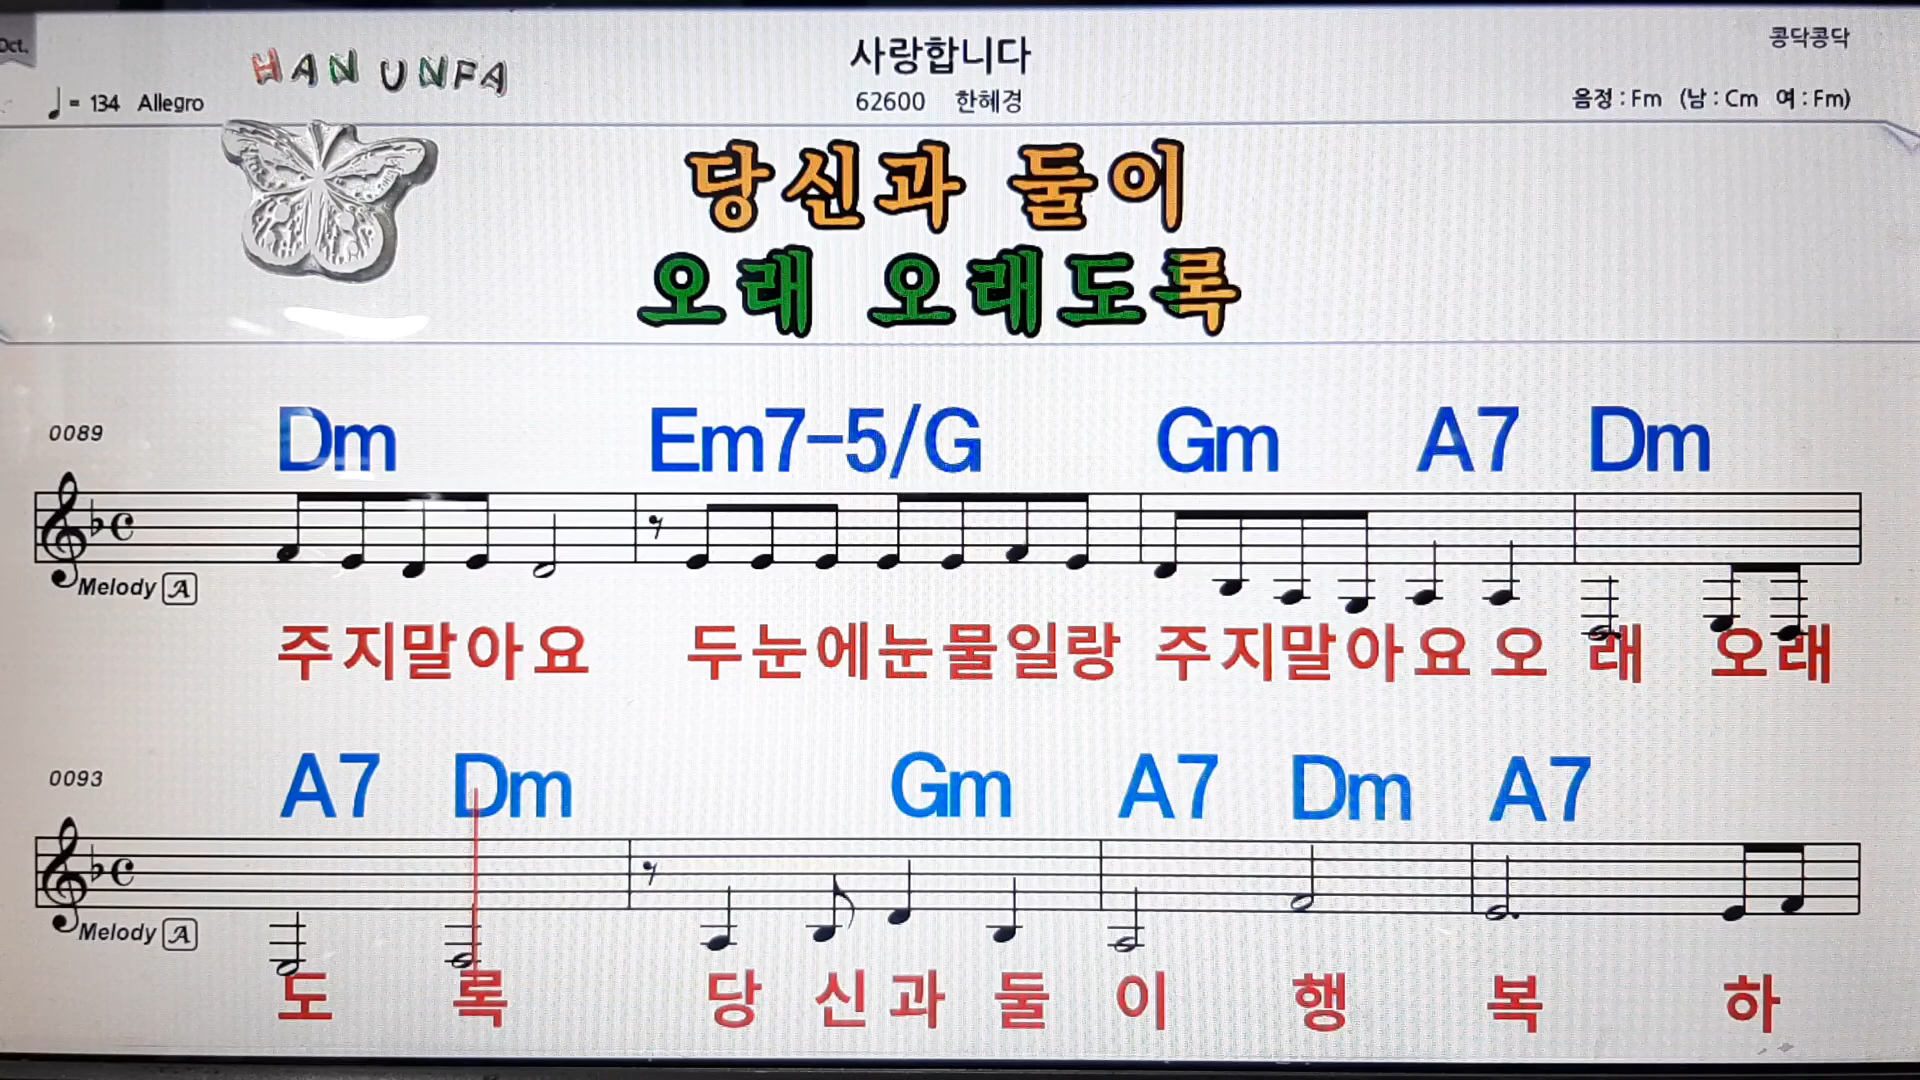 Oct.
콩닥콩닥
HAN UNFA
사랑합니다
♩ = 134 Allegro
62600 한혜경
음정 : Fm (남 : Cm 여 : Fm)
당신과 둘이
오래 오래도록
0089
Dm Em7-5/G Gm A7 Dm
Melody A
주지말아요 두눈에눈물일랑 주지말아요 오 래 오래
0093
A7 Dm Gm A7 Dm A7
Melody A
도 록 당 신 과 둘 이 행 복 하